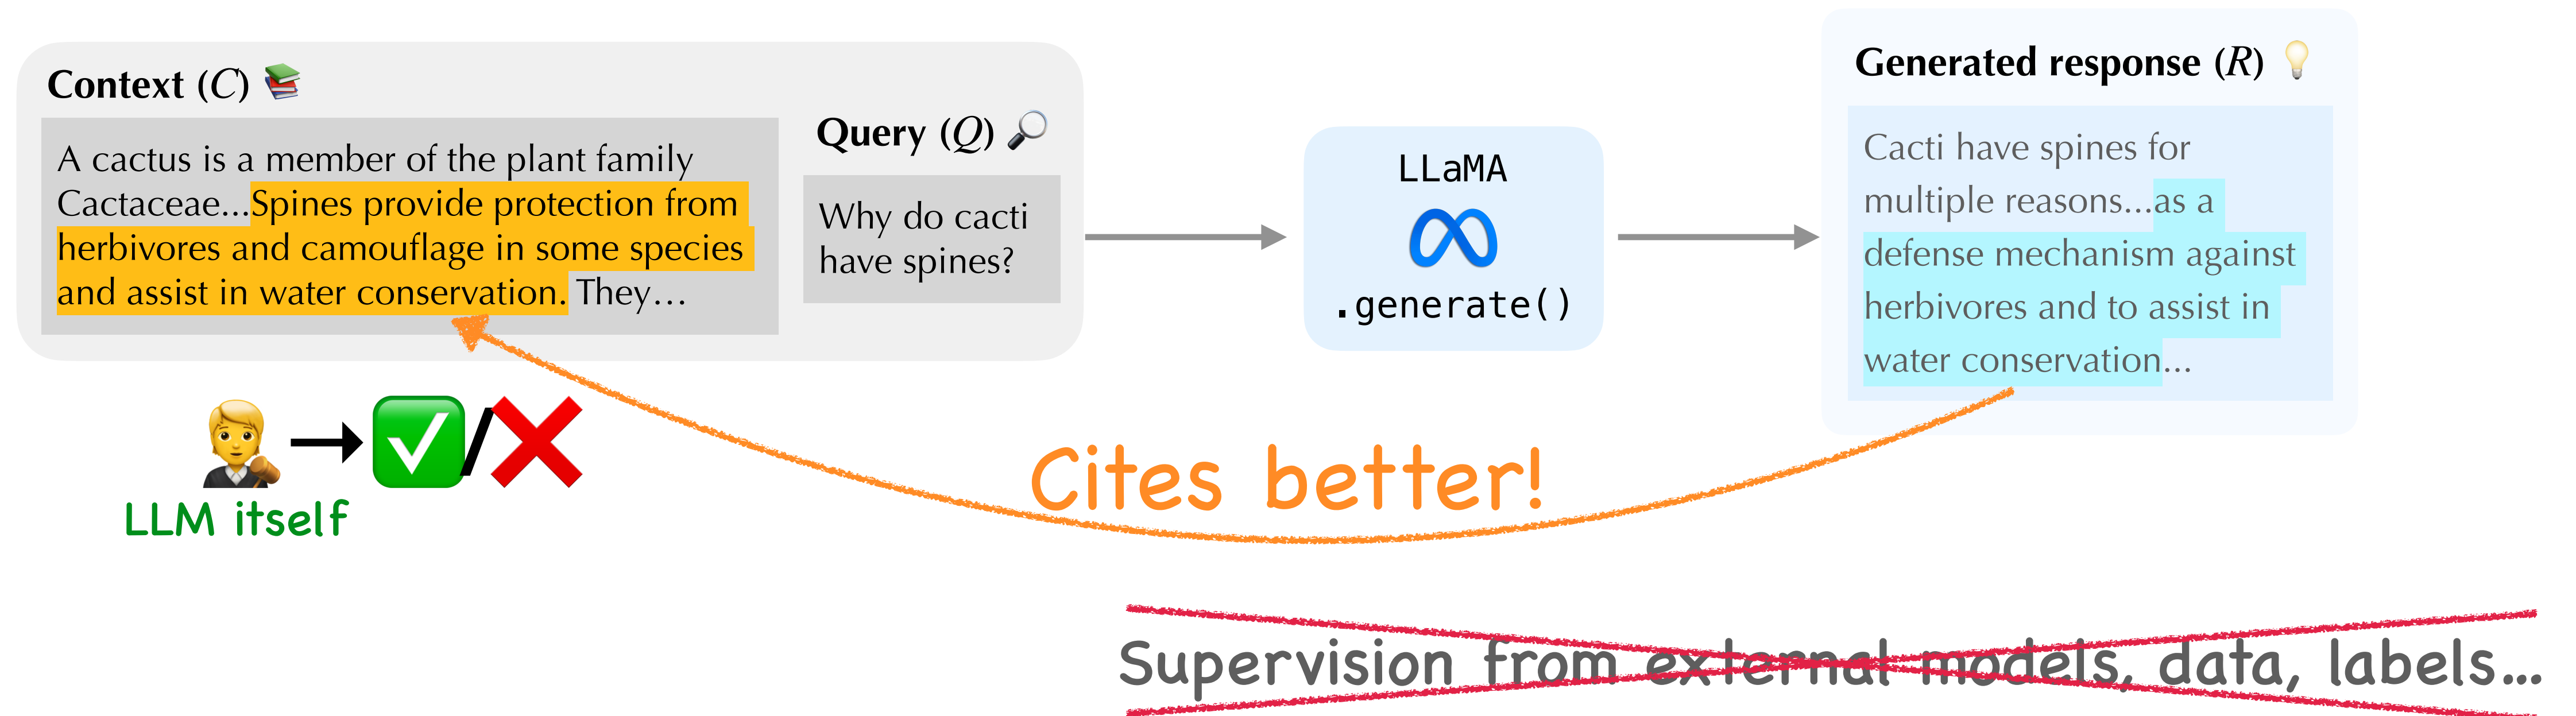 Context (C)
A cactus is a member of the plant family
Cactaceae...Spines provide protection from
herbivores and camouflage in some species
and assist in water conservation. They...
Query (Q)
Why do cacti
have spines?
LLaMA
.generate()
Generated response (R)
Cacti have spines for
multiple reasons...as a
defense mechanism against
herbivores and to assist in
water conservation...
/
LLM itself
Cites better!
Supervision from external models, data, labels...